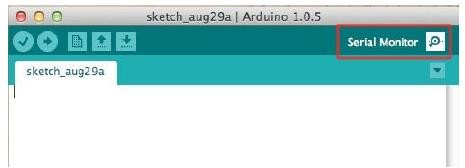 sketch_aug29a | Arduino 1.0.5
Serial Monitor
sketch_aug29a